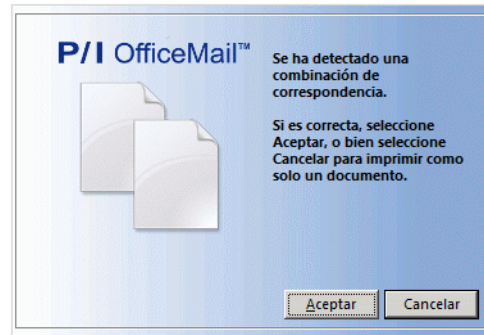 P/I OfficeMail™
Se ha detectado una
combinación de
correspondencia.
Si es correcta, seleccione
Aceptar, o bien seleccione
Cancelar para imprimir como
solo un documento.
Aceptar
Cancelar